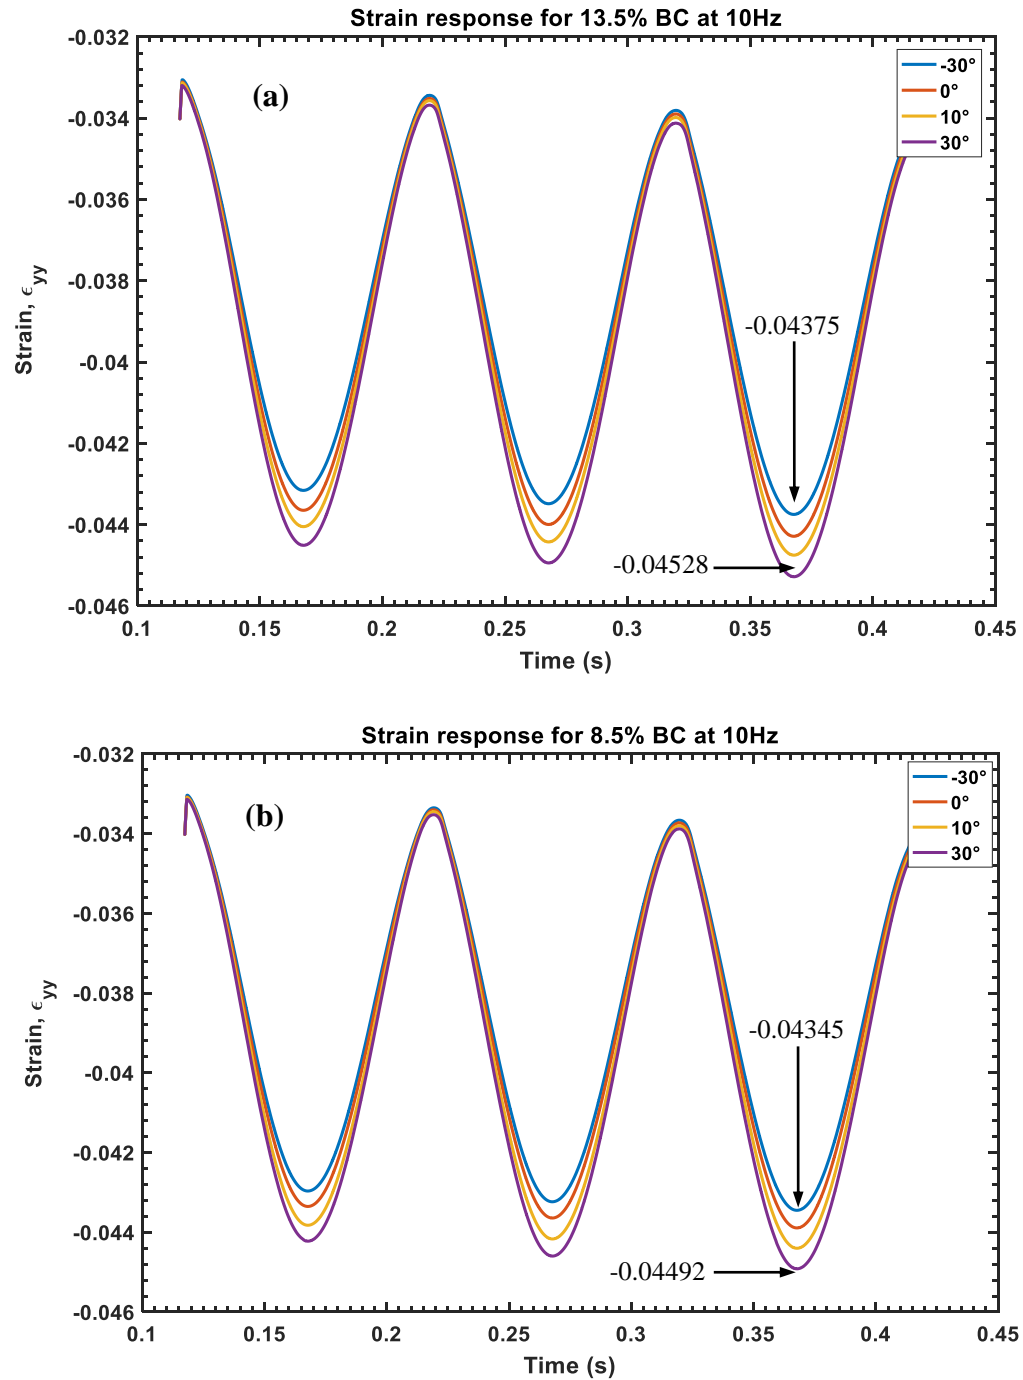 Strain response for 13.5% BC at 10Hz
-0.032
(a)
-30°
0°
10°
30°
-0.034
-0.036
-0.038
-0.04375
-0.04
-0.042
-0.044
-0.04528
-0.046
Strain, ϵyy
0.1 0.15 0.2 0.25 0.3 0.35 0.4 0.45
Time (s)
Strain response for 8.5% BC at 10Hz
-0.032
(b)
-30°
0°
10°
30°
-0.034
-0.036
-0.038
-0.04345
-0.04
-0.042
-0.044
-0.04492
-0.046
Strain, ϵyy
0.1 0.15 0.2 0.25 0.3 0.35 0.4 0.45
Time (s)